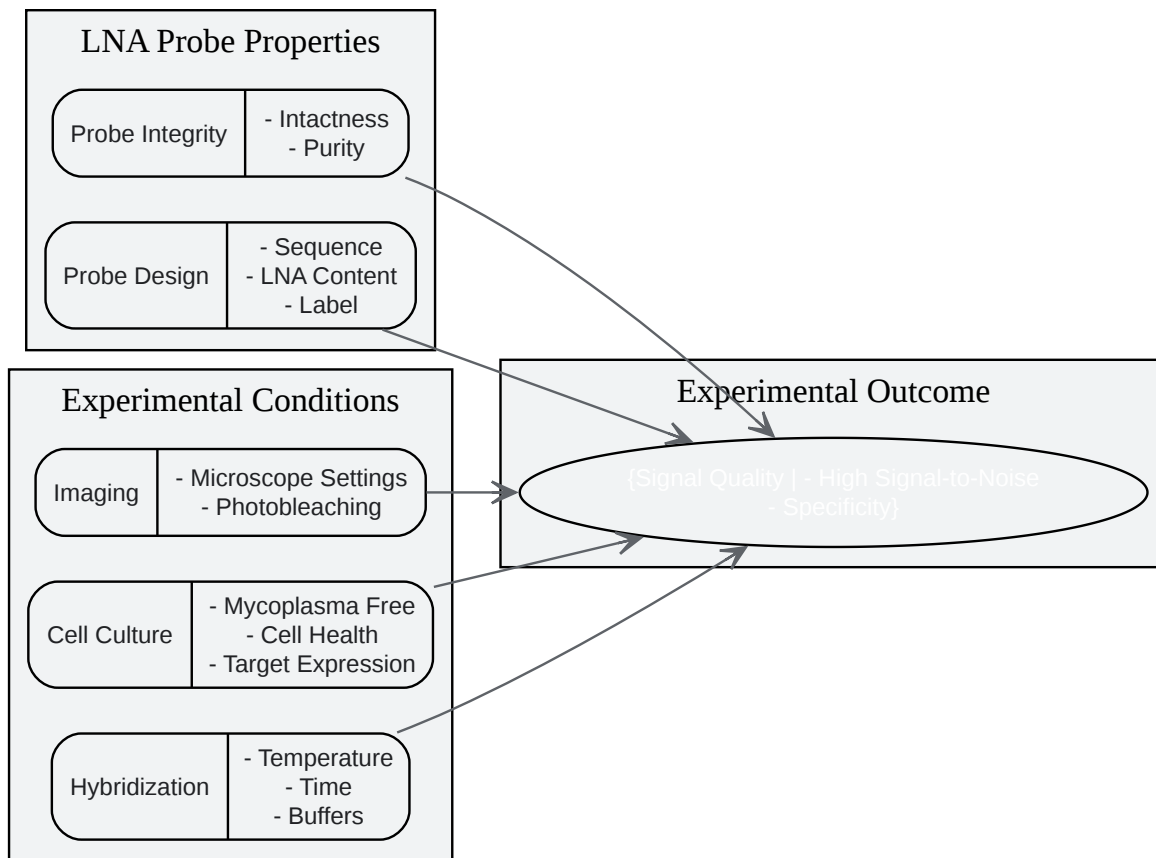 LNA Probe Properties
Probe Integrity
- Intactness
- Purity
Probe Design
- Sequence
- LNA Content
- Label
Experimental Conditions
Imaging
- Microscope Settings
- Photobleaching
Cell Culture
- Mycoplasma Free
- Cell Health
- Target Expression
Hybridization
- Temperature
- Time
- Buffers
Experimental Outcome
{Signal Quality | - High Signal-to-Noise
- Specificity}